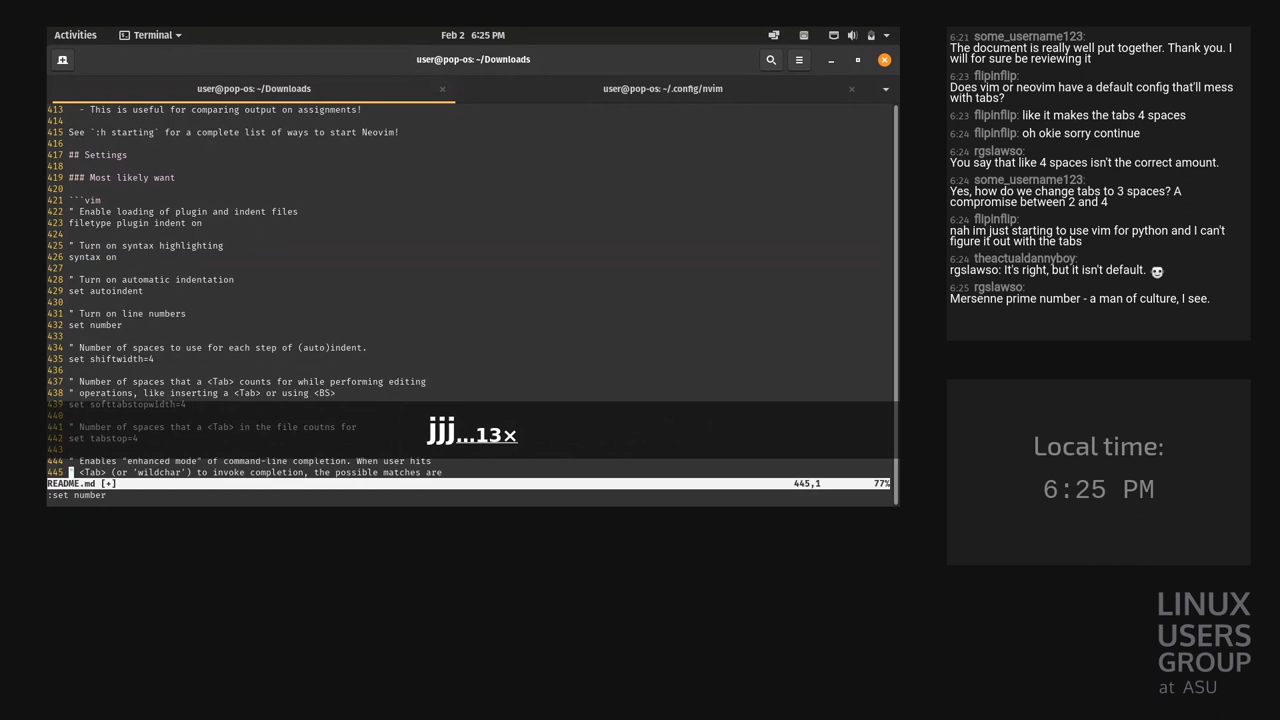 Activities
Terminal
Feb 2 6:25 PM
user@pop-os: ~/Downloads
user@pop-os: ~/Downloads
user@pop-os: ~/.config/nvim
413 - This is useful for comparing output on assignments!
414
415 See `:h starting` for a complete list of ways to start Neovim!
416
417 ## Settings
418
419 ### Most likely want
420
421 ```vim
422 " Enable loading of plugin and indent files
423 filetype plugin indent on
424
425 " Turn on syntax highlighting
426 syntax on
427
428 " Turn on automatic indentation
429 set autoindent
430
431 " Turn on line numbers
432 set number
433
434 " Number of spaces to use for each step of (auto)indent.
435 set shiftwidth=4
436
437 " Number of spaces that a <Tab> counts for while performing editing
438 " operations, like inserting a <Tab> or using <BS>
439 set softtabstopwidth=4
440
441 " Number of spaces that a <Tab> in the file coutns for
442 set tabstop=4
443
444 " Enables "enhanced mode" of command-line completion. When user hits
445 " <Tab> (or 'wildchar') to invoke completion, the possible matches are
jjj...13×
README.md [+] 445,1 77%
:set number
6:21 some_username123:
The document is really well put together. Thank you. I
will for sure be reviewing it
6:23 flipinflip:
Does vim or neovim have a default config that'll mess
with tabs?
6:23 flipinflip: like it makes the tabs 4 spaces
6:24 flipinflip: oh okie sorry continue
6:24 rgslawso:
You say that like 4 spaces isn't the correct amount.
6:24 some_username123:
Yes, how do we change tabs to 3 spaces? A
compromise between 2 and 4
6:24 flipinflip:
nah im just starting to use vim for python and I can't
figure it out with the tabs
6:24 theactualdannyboy:
rgslawso: It's right, but it isn't default.
6:25 rgslawso:
Mersenne prime number - a man of culture, I see.
Local time:
6:25 PM
LINUX
USERS
GROUP
at ASU